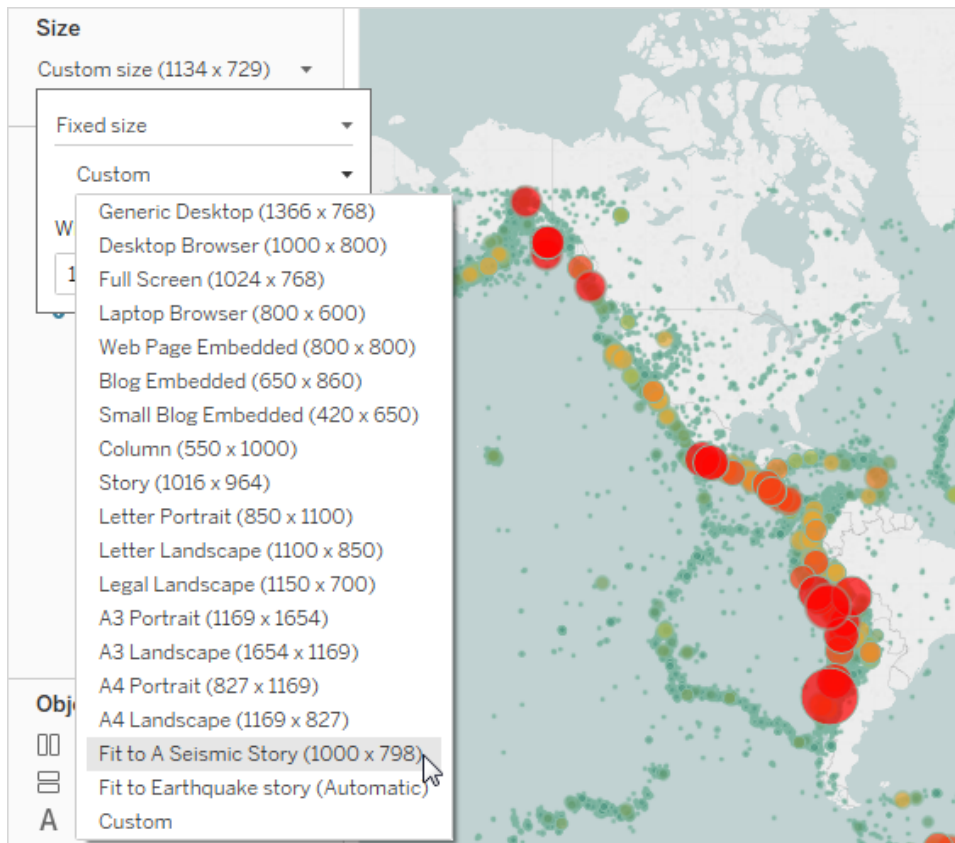 Size
Custom size (1134 x 729)
Fixed size
Custom
Generic Desktop (1366 x 768)
Desktop Browser (1000 x 800)
Full Screen (1024 x 768)
Laptop Browser (800 x 600)
Web Page Embedded (800 x 800)
Blog Embedded (650 x 860)
Small Blog Embedded (420 x 650)
Column (550 x 1000)
Story (1016 x 964)
Letter Portrait (850 x 1100)
Letter Landscape (1100 x 850)
Legal Landscape (1150 x 700)
A3 Portrait (1169 x 1654)
A3 Landscape (1654 x 1169)
A4 Portrait (827 x 1169)
A4 Landscape (1169 x 827)
Fit to A Seismic Story (1000 x 798)
Fit to Earthquake story (Automatic)
Custom
A